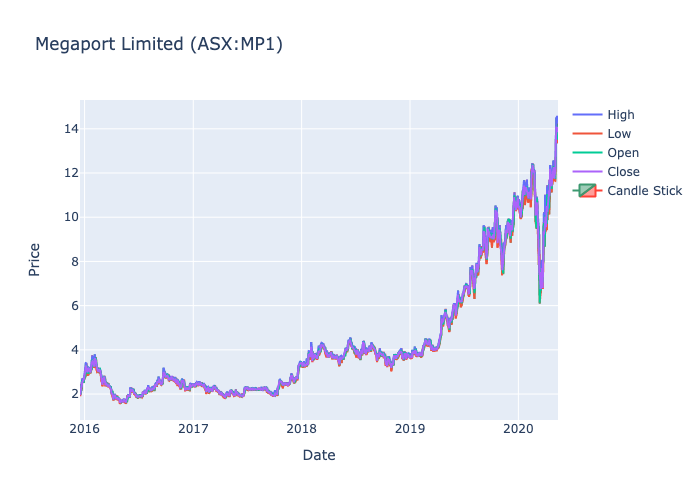 Megaport Limited (ASX:MP1)
High
Low
Open
Close
Candle Stick
14
12
10
8
6
4
2
Price
2016
2017
2018
2019
2020
Date